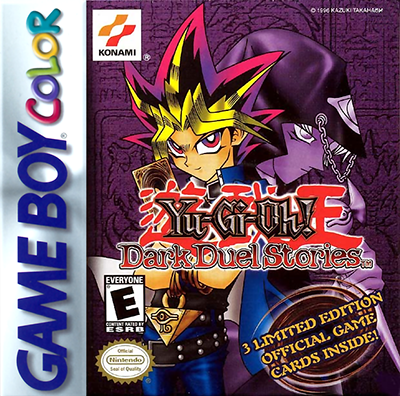 GAME BOY COLOR
KONAMI
®
© 1996 KAZUKI TAKAHASHI
遊戯王
Yu-Gi-Oh!
Dark Duel Stories™
EVERYONE
E
CONTENT RATED BY
ESRB
Official
Nintendo
Seal of Quality
3 LIMITED EDITION
OFFICIAL GAME
CARDS INSIDE!